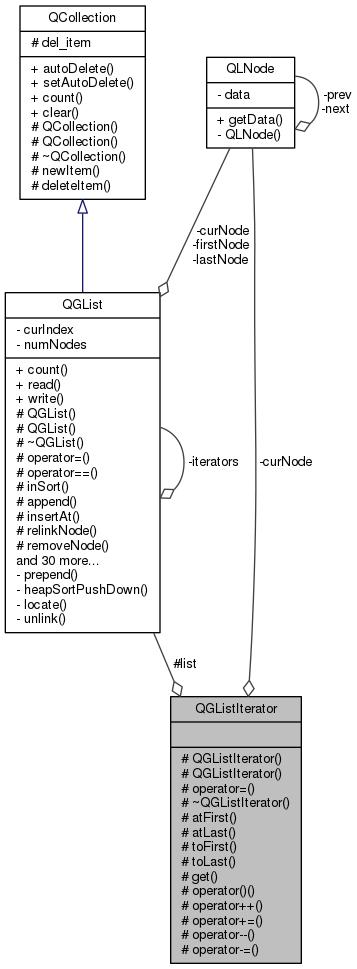 QCollection
# del_item
+ autoDelete()
+ setAutoDelete()
+ count()
+ clear()
# QCollection()
# QCollection()
# ~QCollection()
# newItem()
# deleteItem()
QLNode
- data
+ getData()
- QLNode()
-prev
-next
-curNode
-firstNode
-lastNode
QGList
- curIndex
- numNodes
+ count()
+ read()
+ write()
# QGList()
# QGList()
# ~QGList()
# operator=()
# operator==()
# inSort()
# append()
# insertAt()
# relinkNode()
# removeNode()
and 30 more...
- prepend()
- heapSortPushDown()
- locate()
- unlink()
-iterators
-curNode
#list
QGListIterator
# QGListIterator()
# QGListIterator()
# operator=()
# ~QGListIterator()
# atFirst()
# atLast()
# toFirst()
# toLast()
# get()
# operator()()
# operator++()
# operator+=()
# operator--()
# operator-=()